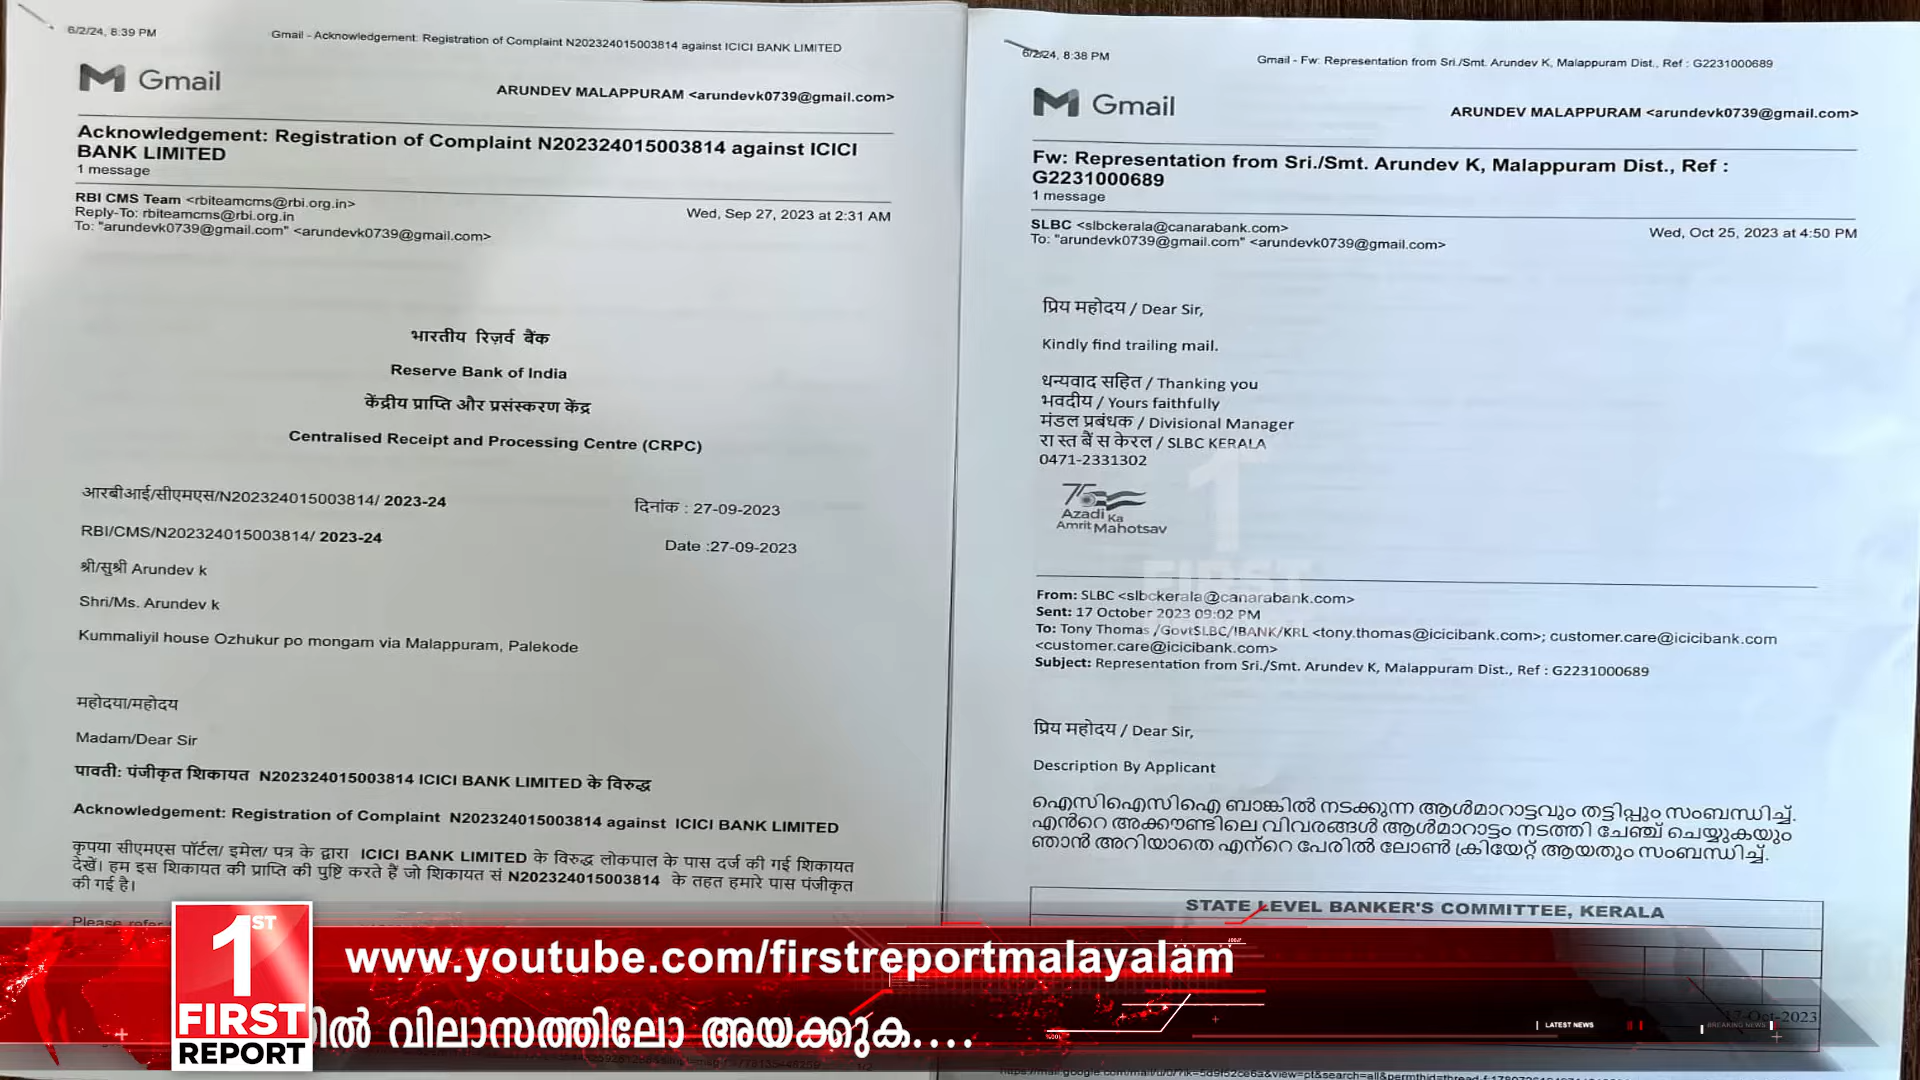 6/2/24, 8:39 PM
Gmail - Acknowledgement: Registration of Complaint N202324015003814 against ICICI BANK LIMITED
Gmail
ARUNDEV MALAPPURAM <arundevk0739@gmail.com>
Acknowledgement: Registration of Complaint N202324015003814 against ICICI
BANK LIMITED
1 message
RBI CMS Team <rbiteamcms@rbi.org.in>
Reply-To: rbiteamcms@rbi.org.in
To: "arundevk0739@gmail.com" <arundevk0739@gmail.com>
Wed, Sep 27, 2023 at 2:31 AM
भारतीय रिज़र्व बैंक
Reserve Bank of India
केंद्रीय प्राप्ति और प्रसंस्करण केंद्र
Centralised Receipt and Processing Centre (CRPC)
आरबीआई/सीएमएस/N202324015003814/ 2023-24
दिनांक : 27-09-2023
RBI/CMS/N202324015003814/ 2023-24
Date :27-09-2023
श्री/सुश्री Arundev k
Shri/Ms. Arundev k
Kummaliyil house Ozhukur po mongam via Malappuram, Palekode
महोदया/महोदय
Madam/Dear Sir
पावती: पंजीकृत शिकायत N202324015003814 ICICI BANK LIMITED के विरुद्ध
Acknowledgement: Registration of Complaint N202324015003814 against ICICI BANK LIMITED
कृपया सीएमएस पॉर्टल/ इमेल/ पत्र के द्वारा ICICI BANK LIMITED के विरुद्ध लोकपाल के पास दर्ज की गई शिकायत
देखें। हम इस शिकायत की प्राप्ति की पुष्टि करते हैं जो शिकायत सं N202324015003814 के तहत हमारे पास पंजीकृत
की गई है।
Please refer
6/2/24, 8:38 PM
Gmail - Fw: Representation from Sri./Smt. Arundev K, Malappuram Dist., Ref : G2231000689
Gmail
ARUNDEV MALAPPURAM <arundevk0739@gmail.com>
Fw: Representation from Sri./Smt. Arundev K, Malappuram Dist., Ref :
G2231000689
1 message
SLBC <slbckerala@canarabank.com>
To: "arundevk0739@gmail.com" <arundevk0739@gmail.com>
Wed, Oct 25, 2023 at 4:50 PM
प्रिय महोदय / Dear Sir,
Kindly find trailing mail.
धन्यवाद सहित / Thanking you
भवदीय / Yours faithfully
मंडल प्रबंधक / Divisional Manager
रा स्त बैं स केरल / SLBC KERALA
0471-2331302
75
Azadi Ka
Amrit Mahotsav
1
FIRST
From: SLBC <slbckerala@canarabank.com>
Sent: 17 October 2023 09:02 PM
To: Tony Thomas /GovtSLBC/IBANK/KRL <tony.thomas@icicibank.com>; customer.care@icicibank.com
<customer.care@icicibank.com>
Subject: Representation from Sri./Smt. Arundev K, Malappuram Dist., Ref : G2231000689
प्रिय महोदय / Dear Sir,
Description By Applicant
ഐസിഐസിഐ ബാങ്കിൽ നടക്കുന്ന ആൾമാറാട്ടവും തട്ടിപ്പും സംബന്ധിച്ച്.
എൻറെ അക്കൗണ്ടിലെ വിവരങ്ങൾ ആൾമാറാട്ടം നടത്തി ചേഞ്ച് ചെയ്യുകയും
ഞാൻ അറിയാതെ എന്റെ പേരിൽ ലോൺ ക്രിയേറ്റ് ആയതും സംബന്ധിച്ച്.
STATE LEVEL BANKER'S COMMITTEE, KERALA
17-Oct-2023
1ST
FIRST
REPORT
www.youtube.com/firstreportmalayalam
ിൽ വിലാസത്തിലോ അയക്കുക....
LATEST NEWS
BREAKING NEWS